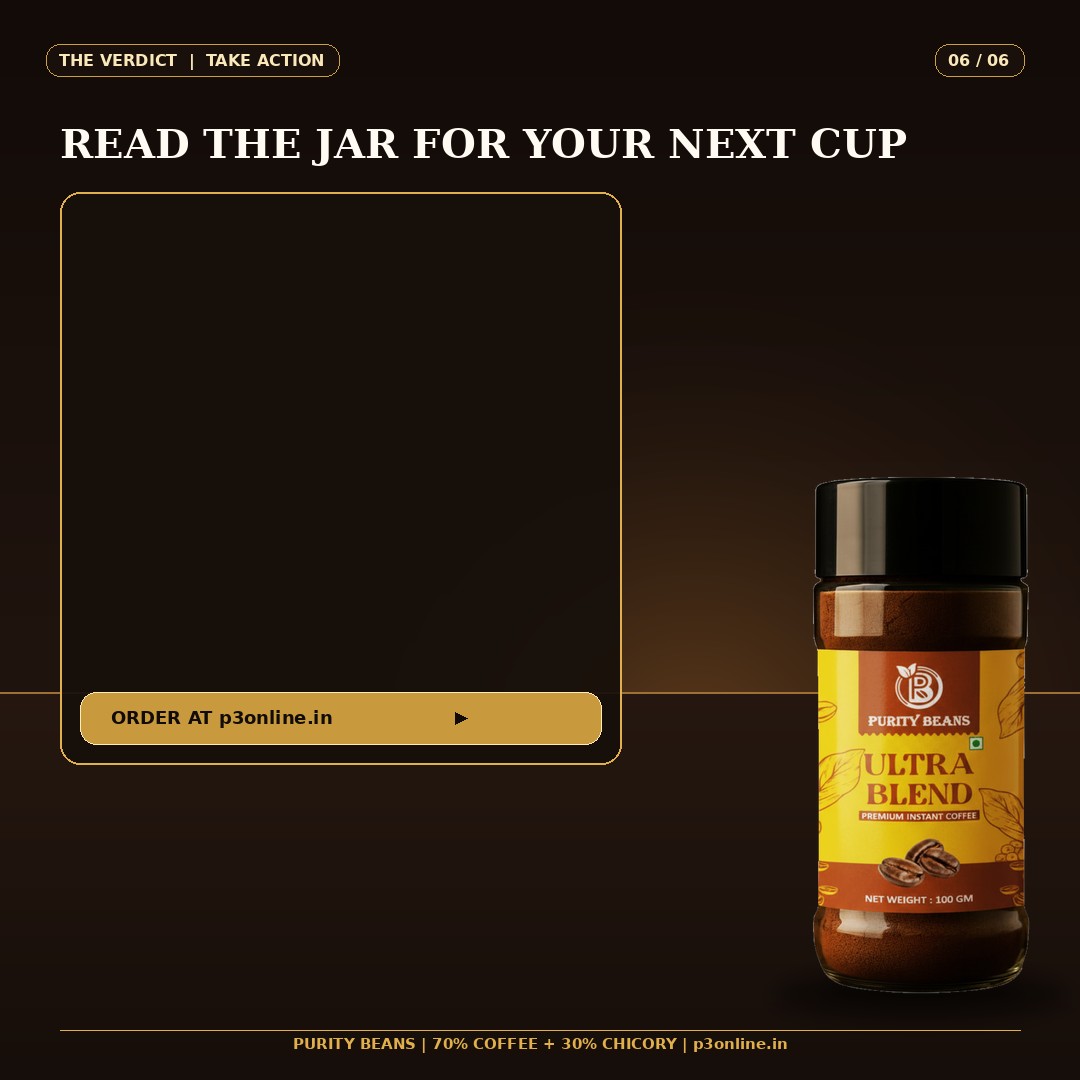 THE VERDICT | TAKE ACTION
06 / 06
READ THE JAR FOR YOUR NEXT CUP
ORDER AT p3online.in ►
PURITY BEANS
ULTRA
BLEND
PREMIUM INSTANT COFFEE
NET WEIGHT : 100 GM
PURITY BEANS | 70% COFFEE + 30% CHICORY | p3online.in